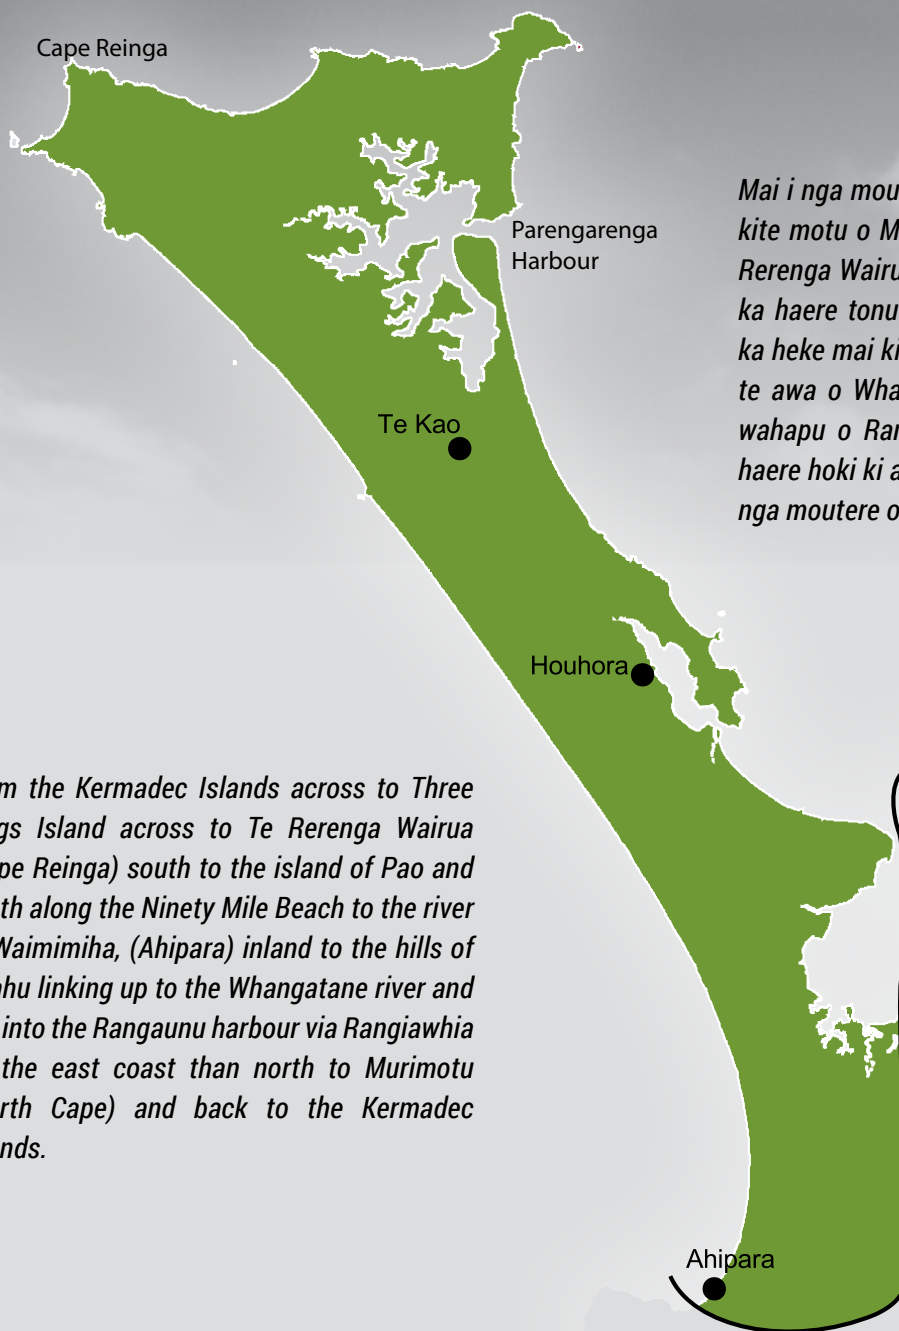 Cape Reinga
Parengarenga
Harbour
Mai i nga mou
kite motu o M
Rerenga Wairu
ka haere tonu
ka heke mai ki
te awa o Wha
wahapu o Ran
haere hoki ki a
nga moutere o
Te Kao
Houhora
m the Kermadec Islands across to Three
gs Island across to Te Rerenga Wairua
pe Reinga) south to the island of Pao and
th along the Ninety Mile Beach to the river
Waimimiha, (Ahipara) inland to the hills of
ahu linking up to the Whangatane river and
into the Rangaunu harbour via Rangiawhia
the east coast than north to Murimotu
rth Cape) and back to the Kermadec
nds.
Ahipara